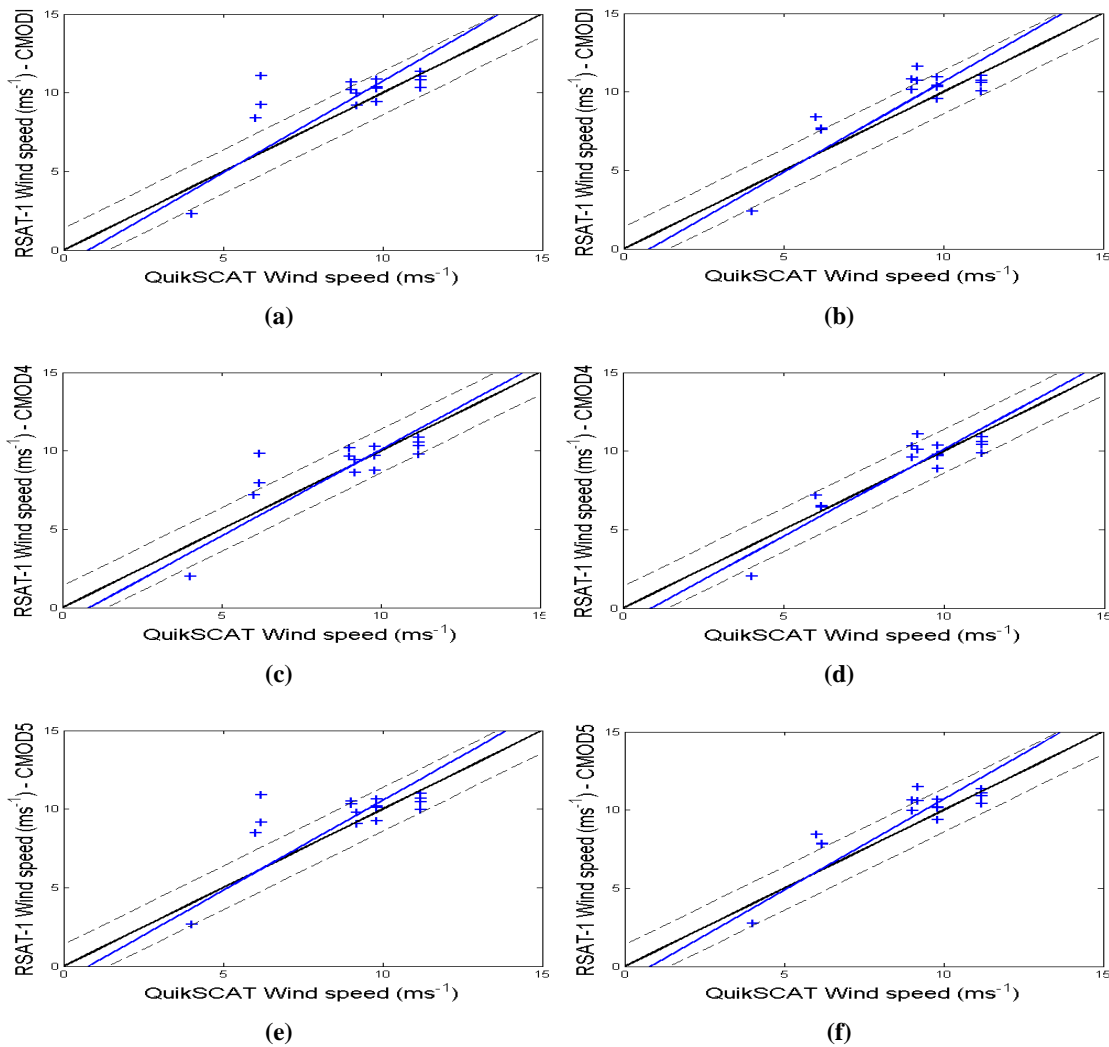 RSAT-1 Wind speed (ms⁻¹) - CMODI
15
10
5
0
0 5 10 15
QuikSCAT Wind speed (ms⁻¹)
(a)
RSAT-1 Wind speed (ms⁻¹) - CMODI
15
10
5
0
0 5 10 15
QuikSCAT Wind speed (ms⁻¹)
(b)
RSAT-1 Wind speed (ms⁻¹) - CMOD4
15
10
5
0
0 5 10 15
QuikSCAT Wind speed (ms⁻¹)
(c)
RSAT-1 Wind speed (ms⁻¹) - CMOD4
15
10
5
0
0 5 10 15
QuikSCAT Wind speed (ms⁻¹)
(d)
RSAT-1 Wind speed (ms⁻¹) - CMOD5
15
10
5
0
0 5 10 15
QuikSCAT Wind speed (ms⁻¹)
(e)
RSAT-1 Wind speed (ms⁻¹) - CMOD5
15
10
5
0
0 5 10 15
QuikSCAT Wind speed (ms⁻¹)
(f)